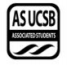 AS UCSB
ASSOCIATED STUDENTS